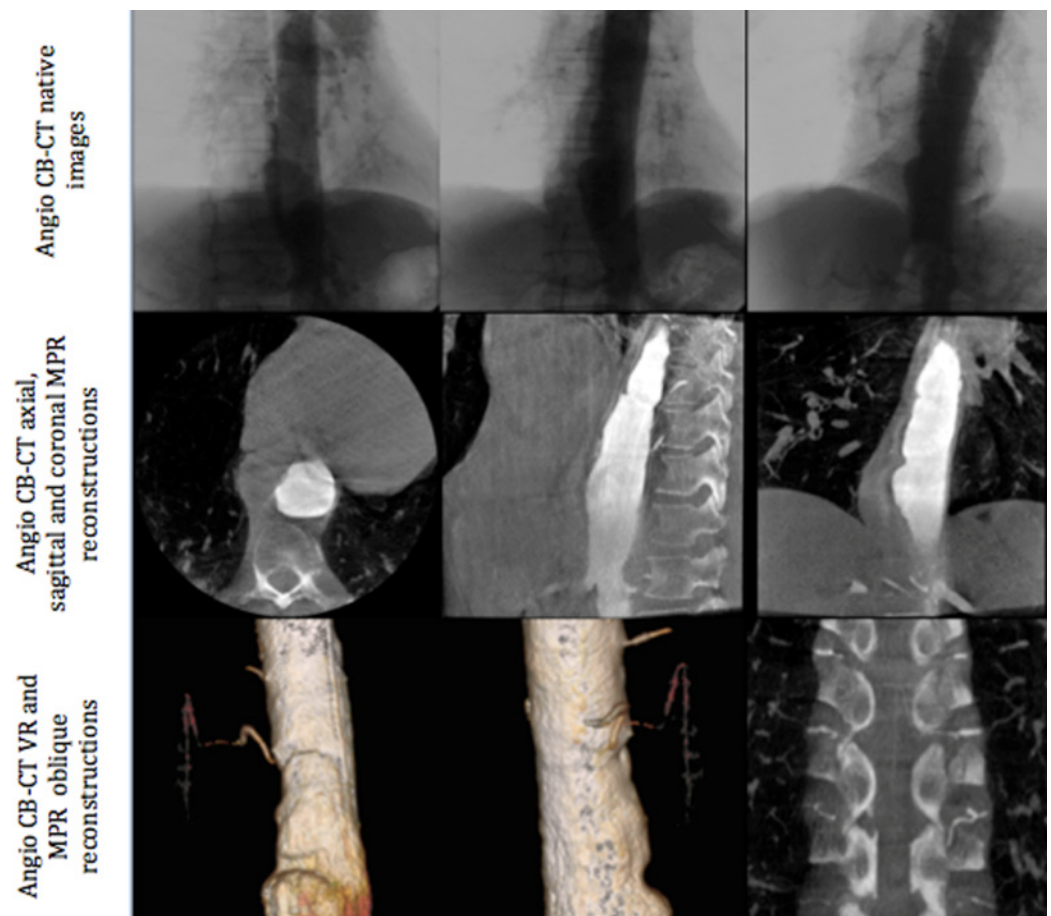 Angio CB-CT native
images
Angio CB-CT axial,
sagittal and coronal MPR
reconstructions
Angio CB-CT VR and
MPR oblique
reconstructions